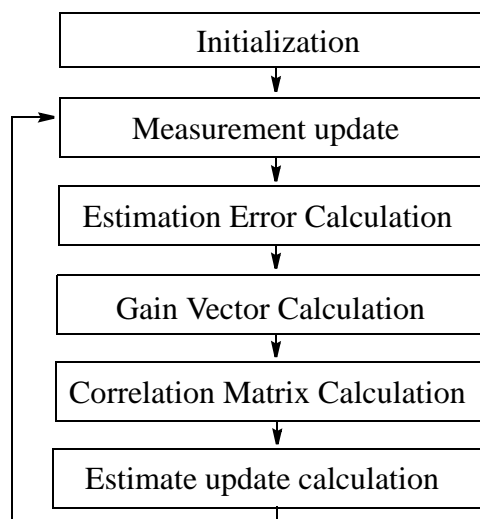 Initialization
Measurement update
Estimation Error Calculation
Gain Vector Calculation
Correlation Matrix Calculation
Estimate update calculation